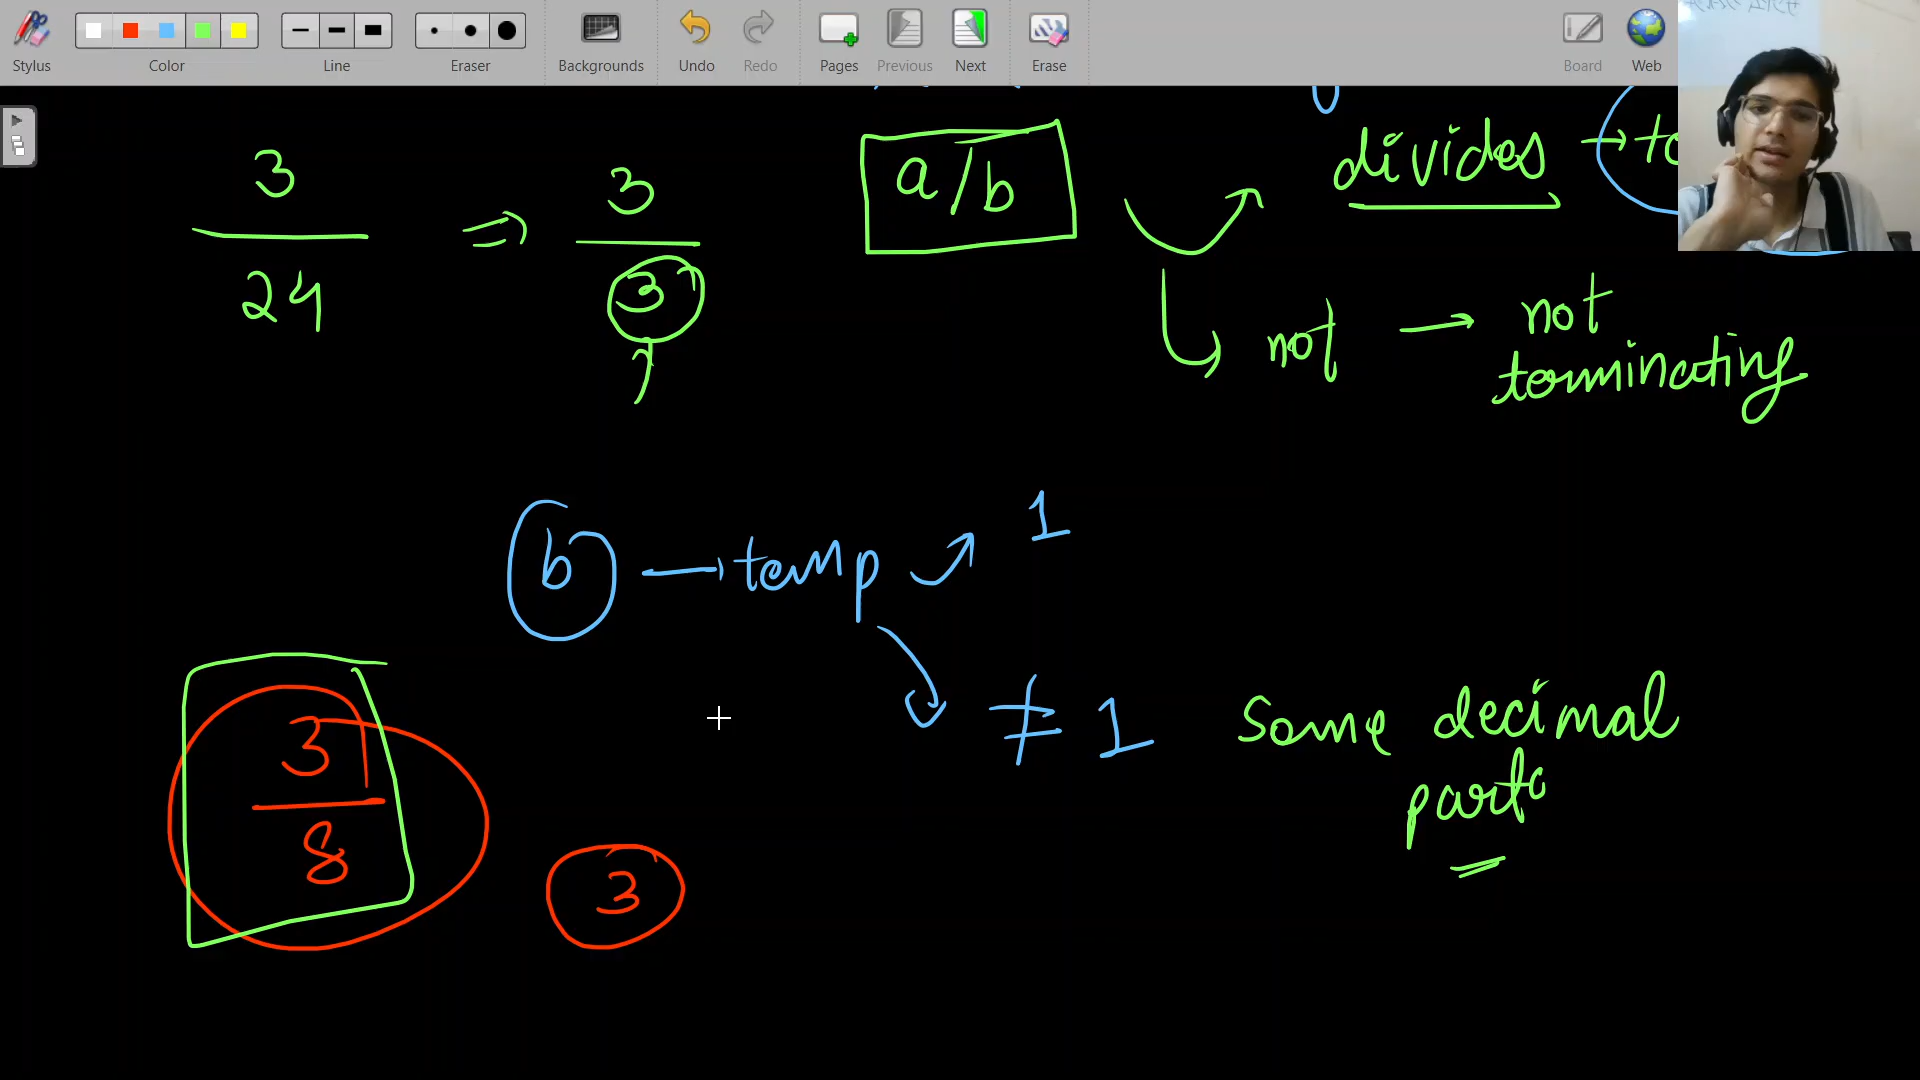 Stylus
Color
Line
Eraser
Backgrounds
Undo
Redo
Pages
Previous
Next
Erase
Board
Web
3
24
⇒
3
3
a/b
divides →
not → not
terminating
b → temp
1
≠ 1
Some decimal
part
3
8
3